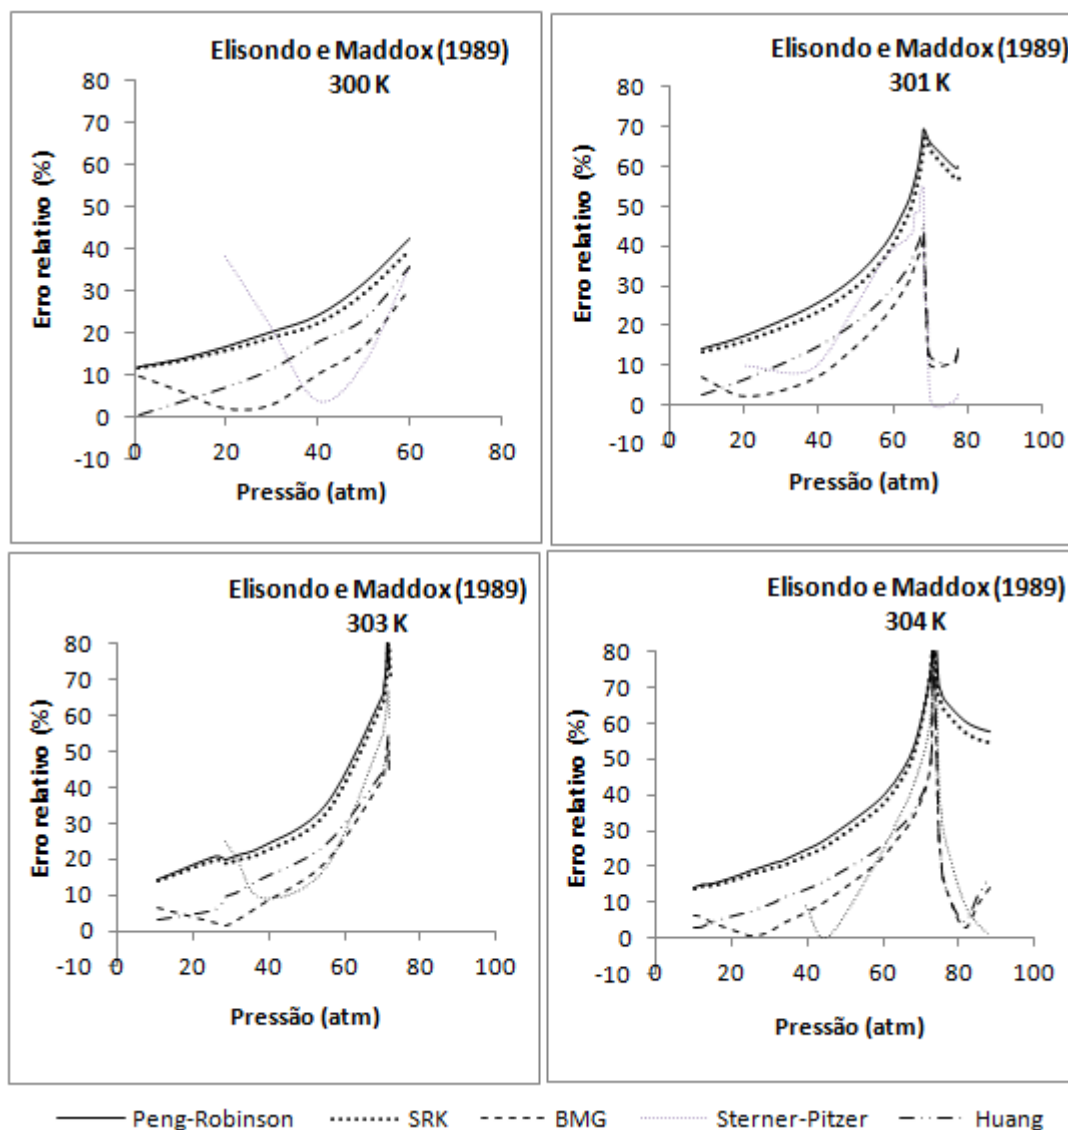 Elisondo e Maddox (1989)
300 K
Erro relativo (%)
80
70
60
50
40
30
20
10
0
-10
0 20 40 60 80
Pressão (atm)
Elisondo e Maddox (1989)
301 K
Erro relativo (%)
80
70
60
50
40
30
20
10
0
-10
0 20 40 60 80 100
Pressão (atm)
Elisondo e Maddox (1989)
303 K
Erro relativo (%)
80
70
60
50
40
30
20
10
0
-10
0 20 40 60 80 100
Pressão (atm)
Elisondo e Maddox (1989)
304 K
Erro relativo (%)
80
70
60
50
40
30
20
10
0
-10
0 20 40 60 80 100
Pressão (atm)
Peng-Robinson SRK BMG Sterner-Pitzer Huang